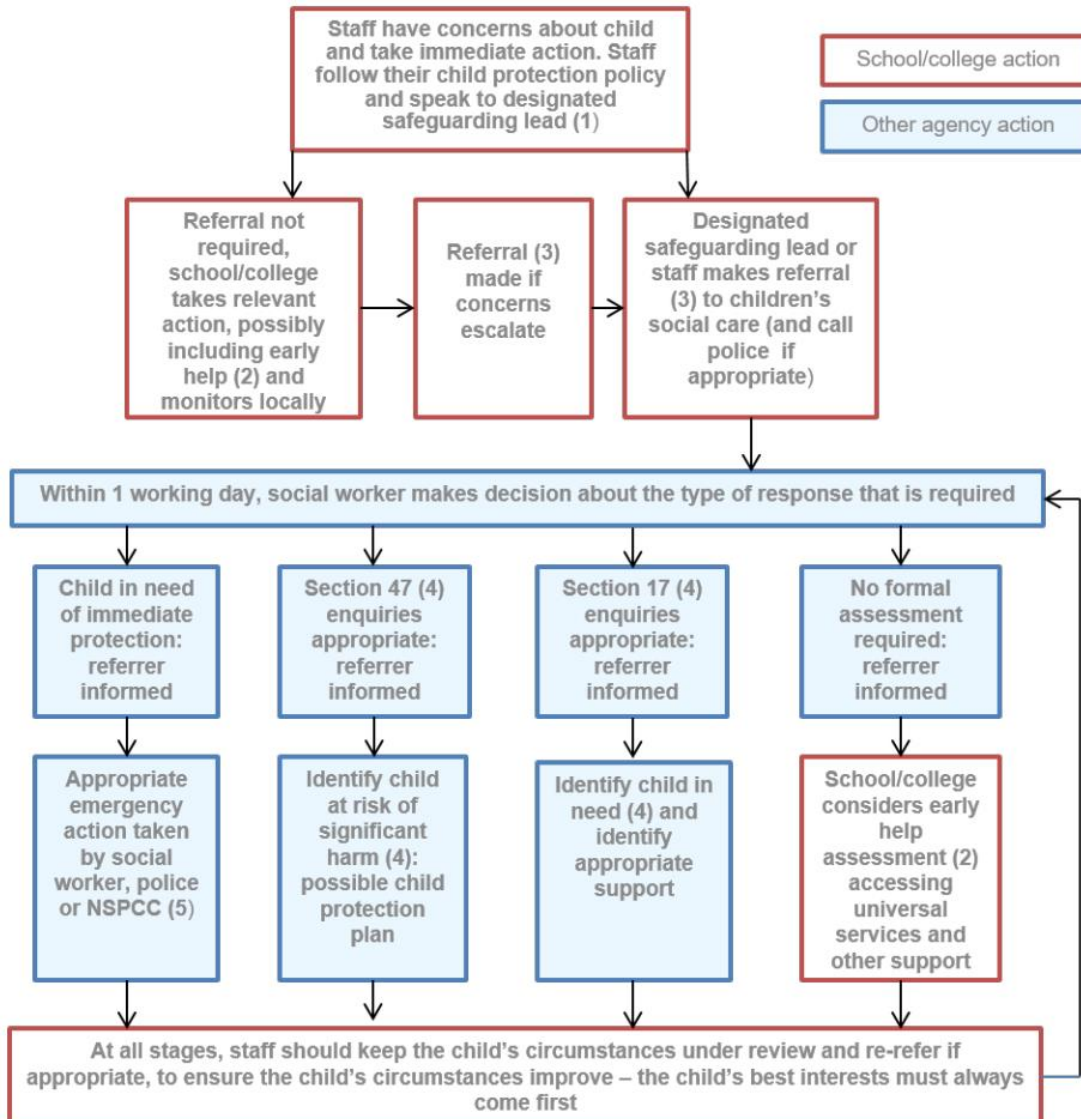 Staff have concerns about child
and take immediate action. Staff
follow their child protection policy
and speak to designated
safeguarding lead (1)
School/college action
Other agency action
Referral not
required,
school/college
takes relevant
action, possibly
including early
help (2) and
monitors locally
Referral (3)
made if
concerns
escalate
Designated
safeguarding lead or
staff makes referral
(3) to children’s
social care (and call
police if
appropriate)
Within 1 working day, social worker makes decision about the type of response that is required
Child in need
of immediate
protection:
referrer
informed
Section 47 (4)
enquiries
appropriate:
referrer
informed
Section 17 (4)
enquiries
appropriate:
referrer
informed
No formal
assessment
required:
referrer
informed
Appropriate
emergency
action taken
by social
worker, police
or NSPCC (5)
Identify child
at risk of
significant
harm (4):
possible child
protection
plan
Identify child in
need (4) and
identify
appropriate
support
School/college
considers early
help
assessment (2)
accessing
universal
services and
other support
At all stages, staff should keep the child’s circumstances under review and re-refer if
appropriate, to ensure the child’s circumstances improve – the child’s best interests must always
come first